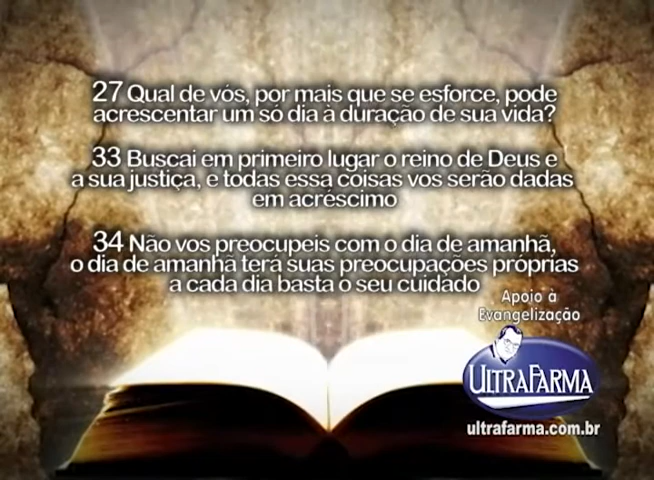 27 Qual de vós, por mais que se esforce, pode
acrescentar um só dia à duração de sua vida?
33 Buscai em primeiro lugar o reino de Deus e
a sua justiça, e todas essa coisas vos serão dadas
em acréscimo
34 Não vos preocupeis com o dia de amanhã,
o dia de amanhã terá suas preocupações próprias
a cada dia basta o seu cuidado
Apoio à
Evangelização
ULTRAFARMA
ultrafarma.com.br